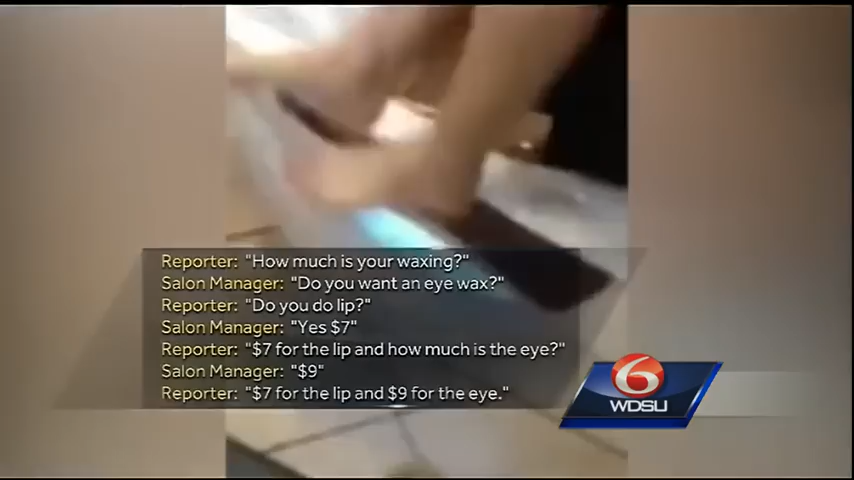 Reporter: "How much is your waxing?"
Salon Manager: "Do you want an eye wax?"
Reporter: "Do you do lip?"
Salon Manager: "Yes $7"
Reporter: "$7 for the lip and how much is the eye?"
Salon Manager: "$9"
Reporter: "$7 for the lip and $9 for the eye."
6
WDSU